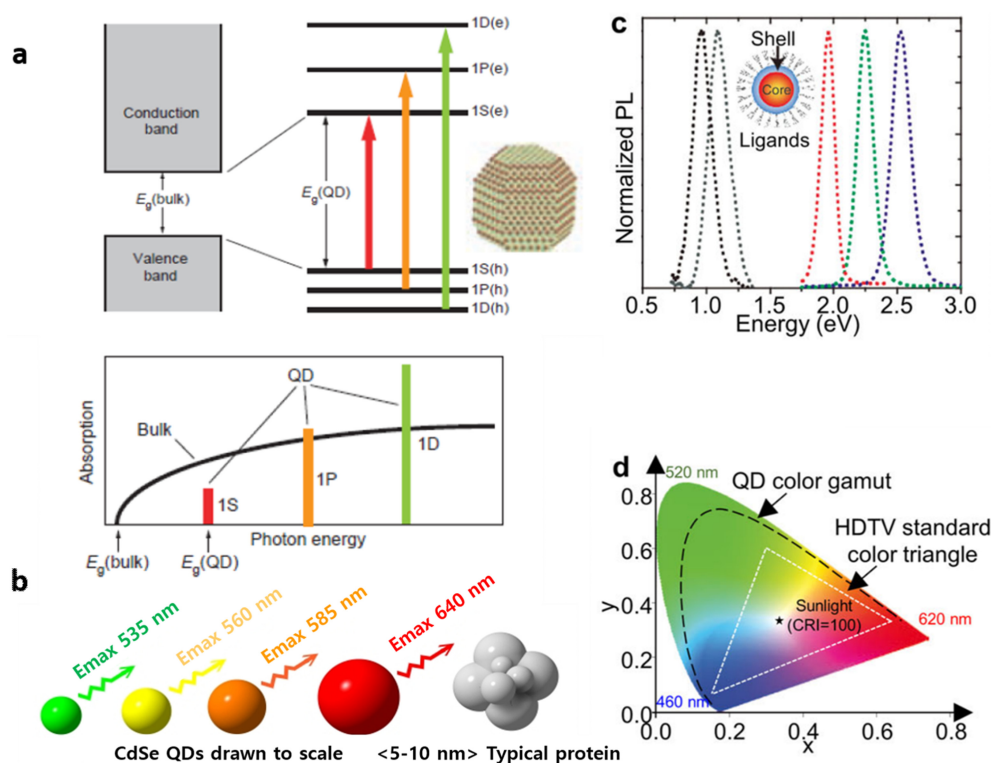 a
Conduction
band
Eg(bulk)
Valence
band
1D(e)
1P(e)
1S(e)
Eg(QD)
1S(h)
1P(h)
1D(h)
Absorption
Bulk
QD
1S
1P
1D
Photon energy
Eg(bulk)
Eg(QD)
b
Emax 535 nm
Emax 560 nm
Emax 585 nm
Emax 640 nm
CdSe QDs drawn to scale
<5-10 nm> Typical protein
c
Normalized PL
Shell
Core
Ligands
1.0 1.5 2.0 2.5 3.0
Energy (eV)
d
520 nm
QD color gamut
HDTV standard
color triangle
Sunlight
(CRI=100)
620 nm
460 nm
y
0.8
0.6
0.4
0.2
0.0
0.0 0.2 0.4 0.6 0.8
x